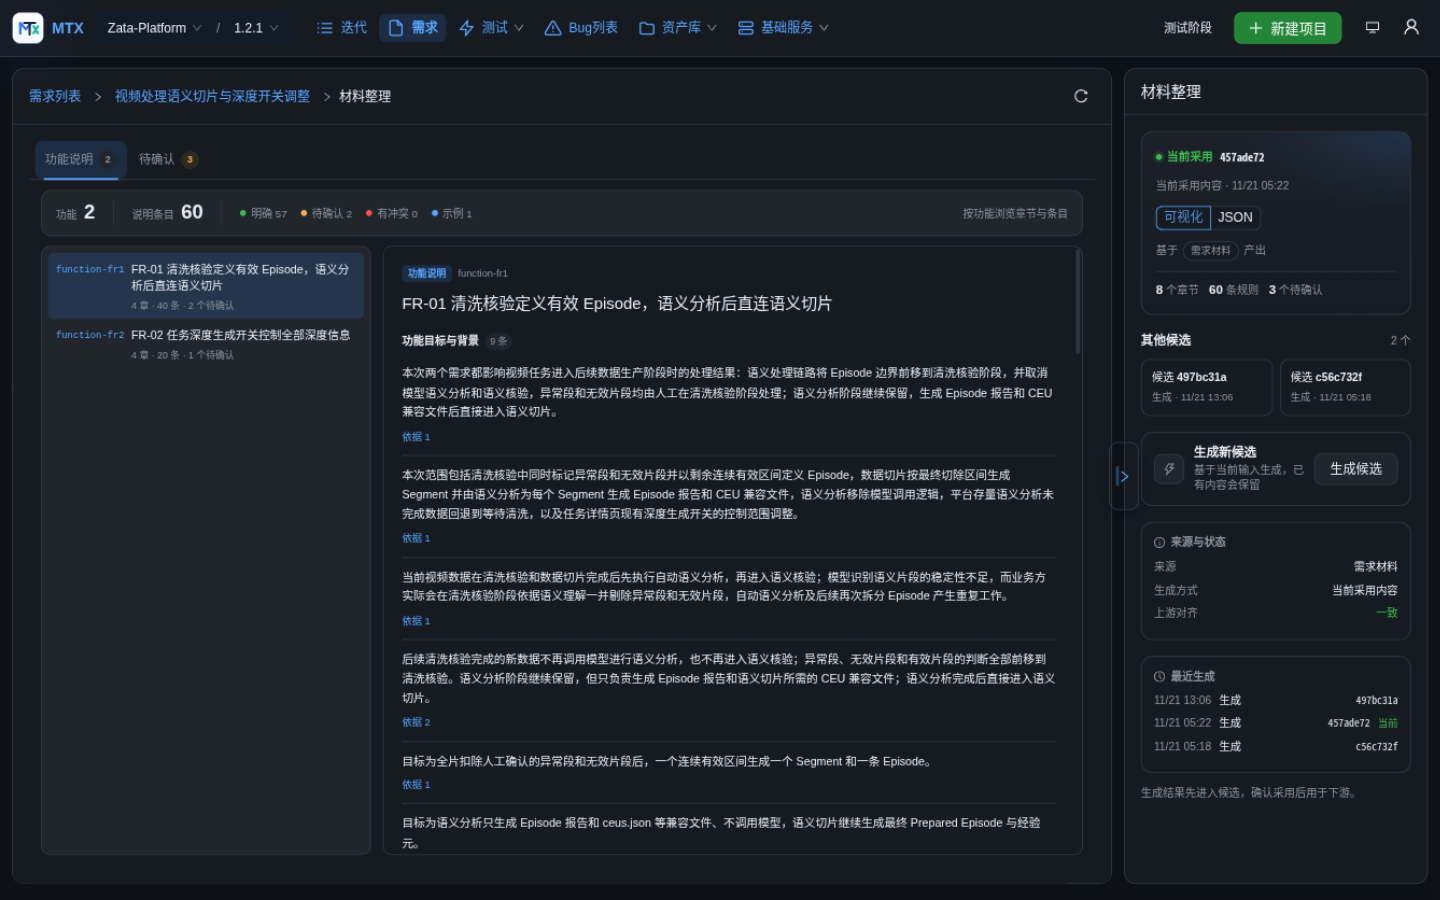 MTX
Zata-Platform / 1.2.1
迭代
需求
测试
Bug列表
资产库
基础服务
测试阶段
新建项目
需求列表 > 视频处理语义切片与深度开关调整 > 材料整理
功能说明 2
待确认 3
功能 2
说明条目 60
明确 57
待确认 2
有冲突 0
示例 1
按功能浏览章节与条目
function-fr1 FR-01 清洗核验定义有效 Episode，语义分
析后直连语义切片
4 章 · 40 条 · 2 个待确认
function-fr2 FR-02 任务深度生成开关控制全部深度信息
4 章 · 20 条 · 1 个待确认
功能说明 function-fr1
FR-01 清洗核验定义有效 Episode，语义分析后直连语义切片
功能目标与背景 9 条
本次两个需求都影响视频任务进入后续数据生产阶段时的处理结果：语义处理链路将 Episode 边界前移到清洗核验阶段，并取消
模型语义分析和语义核验，异常段和无效片段均由人工在清洗核验阶段处理；语义分析阶段继续保留，生成 Episode 报告和 CEU
兼容文件后直接进入语义切片。
依据 1
本次范围包括清洗核验中同时标记异常段和无效片段并以剩余连续有效区间定义 Episode，数据切片按最终切除区间生成
Segment 并由语义分析为每个 Segment 生成 Episode 报告和 CEU 兼容文件，语义分析移除模型调用逻辑，平台存量语义分析未
完成数据回退到等待清洗，以及任务详情页现有深度生成开关的控制范围调整。
依据 1
当前视频数据在清洗核验和数据切片完成后先执行自动语义分析，再进入语义核验；模型识别语义片段的稳定性不足，而业务方
实际会在清洗核验阶段依据语义理解一并剔除异常段和无效片段，自动语义分析及后续再次拆分 Episode 产生重复工作。
依据 1
后续清洗核验完成的新数据不再调用模型进行语义分析，也不再进入语义核验；异常段、无效片段和有效片段的判断全部前移到
清洗核验。语义分析阶段继续保留，但只负责生成 Episode 报告和语义切片所需的 CEU 兼容文件；语义分析完成后直接进入语义
切片。
依据 2
目标为全片扣除人工确认的异常段和无效片段后，一个连续有效区间生成一个 Segment 和一条 Episode。
依据 1
目标为语义分析只生成 Episode 报告和 ceus.json 等兼容文件、不调用模型，语义切片继续生成最终 Prepared Episode 与经验
元。
材料整理
当前采用 457ade72
当前采用内容 · 11/21 05:22
可视化 JSON
基于 需求材料 产出
8 个章节 60 条规则 3 个待确认
其他候选 2 个
候选 497bc31a
生成 · 11/21 13:06
候选 c56c732f
生成 · 11/21 05:18
生成新候选
基于当前输入生成，已
有内容会保留
生成候选
来源与状态
来源 需求材料
生成方式 当前采用内容
上游对齐 一致
最近生成
11/21 13:06 生成 497bc31a
11/21 05:22 生成 457ade72 当前
11/21 05:18 生成 c56c732f
生成结果先进入候选，确认采用后用于下游。